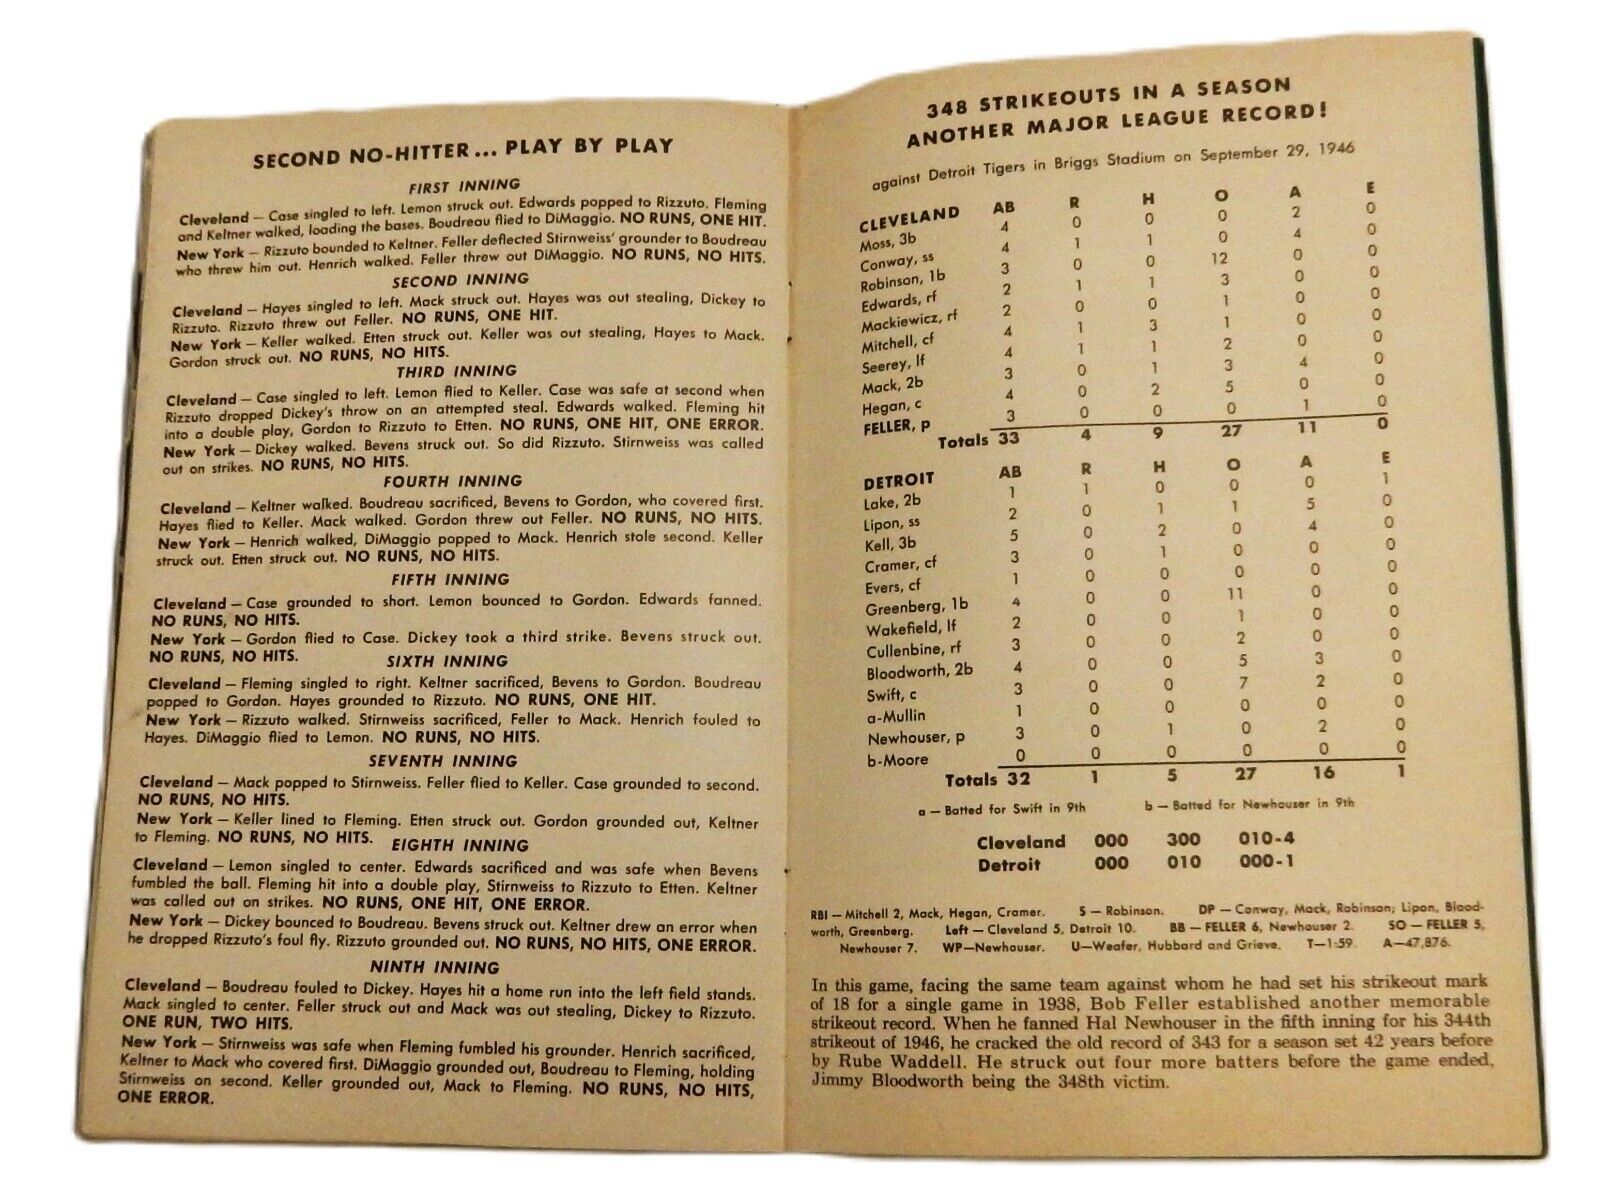 SECOND NO-HITTER... PLAY BY PLAY
FIRST INNING
Cleveland — Case singled to left. Lemon struck out. Edwards popped to Rizzuto. Fleming
and Keltner walked, loading the bases. Boudreau flied to DiMaggio. NO RUNS, ONE HIT.
New York — Rizzuto bounded to Keltner. Feller deflected Stirnweiss' grounder to Boudreau
who threw him out. Henrich walked. Feller threw out DiMaggio. NO RUNS, NO HITS.
SECOND INNING
Cleveland — Hayes singled to left. Mack struck out. Hayes was out stealing, Dickey to
Rizzuto. Rizzuto threw out Feller. NO RUNS, ONE HIT.
New York — Keller walked. Etten struck out. Keller was out stealing, Hayes to Mack.
Gordon struck out. NO RUNS, NO HITS.
THIRD INNING
Cleveland — Case singled to left. Lemon flied to Keller. Case was safe at second when
Rizzuto dropped Dickey's throw on an attempted steal. Edwards walked. Fleming hit
into a double play, Gordon to Rizzuto to Etten. NO RUNS, ONE HIT, ONE ERROR.
New York — Dickey walked. Bevens struck out. So did Rizzuto. Stirnweiss was called
out on strikes. NO RUNS, NO HITS.
FOURTH INNING
Cleveland — Keltner walked. Boudreau sacrificed, Bevens to Gordon, who covered first.
Hayes flied to Keller. Mack walked. Gordon threw out Feller. NO RUNS, NO HITS.
New York — Henrich walked, DiMaggio popped to Mack. Henrich stole second. Keller
struck out. Etten struck out. NO RUNS, NO HITS.
FIFTH INNING
Cleveland — Case grounded to short. Lemon bounced to Gordon. Edwards fanned.
NO RUNS, NO HITS.
New York — Gordon flied to Case. Dickey took a third strike. Bevens struck out.
NO RUNS, NO HITS.
SIXTH INNING
Cleveland — Fleming singled to right. Keltner sacrificed, Bevens to Gordon. Boudreau
popped to Gordon. Hayes grounded to Rizzuto. NO RUNS, ONE HIT.
New York — Rizzuto walked. Stirnweiss sacrificed, Feller to Mack. Henrich fouled to
Hayes. DiMaggio flied to Lemon. NO RUNS, NO HITS.
SEVENTH INNING
Cleveland — Mack popped to Stirnweiss. Feller flied to Keller. Case grounded to second.
NO RUNS, NO HITS.
New York — Keller lined to Fleming. Etten struck out. Gordon grounded out, Keltner
to Fleming. NO RUNS, NO HITS.
EIGHTH INNING
Cleveland — Lemon singled to center. Edwards sacrificed and was safe when Bevens
fumbled the ball. Fleming hit into a double play, Stirnweiss to Rizzuto to Etten. Keltner
was called out on strikes. NO RUNS, ONE HIT, ONE ERROR.
New York — Dickey bounced to Boudreau. Bevens struck out. Keltner drew an error when
he dropped Rizzuto's foul fly. Rizzuto grounded out. NO RUNS, NO HITS, ONE ERROR.
NINTH INNING
Cleveland — Boudreau fouled to Dickey. Hayes hit a home run into the left field stands.
Mack singled to center. Feller struck out and Mack was out stealing, Dickey to Rizzuto.
ONE RUN, TWO HITS.
New York — Stirnweiss was safe when Fleming fumbled his grounder. Henrich sacrificed,
Keltner to Mack who covered first. DiMaggio grounded out, Boudreau to Fleming, holding
Stirnweiss on second. Keller grounded out, Mack to Fleming. NO RUNS, NO HITS,
ONE ERROR.
348 STRIKEOUTS IN A SEASON
ANOTHER MAJOR LEAGUE RECORD!
against Detroit Tigers in Briggs Stadium on September 29, 1946
CLEVELAND AB R H O A E
Moss, 3b 4 0 0 0 2 0
Conway, ss 4 1 1 0 4 0
Robinson, 1b 3 0 0 12 0 0
Edwards, rf 2 1 1 3 0 0
Mackiewicz, rf 2 0 0 1 0 0
Mitchell, cf 4 1 3 1 0 0
Seerey, lf 4 1 1 2 0 0
Mack, 2b 3 0 1 3 4 0
Hegan, c 4 0 2 5 0 0
FELLER, p 3 0 0 0 1 0
Totals 33 4 9 27 11 0
DETROIT AB R H O A E
Lake, 2b 1 1 0 0 0 1
Lipon, ss 2 0 1 1 5 0
Kell, 3b 5 0 2 0 4 0
Cramer, cf 3 0 1 0 0 0
Evers, cf 1 0 0 0 0 0
Greenberg, 1b 4 0 0 11 0 0
Wakefield, lf 2 0 0 1 0 0
Cullenbine, rf 3 0 0 2 0 0
Bloodworth, 2b 4 0 0 5 3 0
Swift, c 3 0 0 7 2 0
a-Mullin 1 0 0 0 0 0
Newhouser, p 3 0 1 0 2 0
b-Moore 0 0 0 0 0 0
Totals 32 1 5 27 16 1
a — Batted for Swift in 9th b — Batted for Newhouser in 9th
Cleveland 000 300 010-4
Detroit 000 010 000-1
RBI — Mitchell 2, Mack, Hegan, Cramer. S — Robinson. DP — Conway, Mack, Robinson; Lipon, Blood-
worth, Greenberg. Left — Cleveland 5, Detroit 10. BB — FELLER 6, Newhouser 2. SO — FELLER 5,
Newhouser 7. WP—Newhouser. U—Weafer, Hubbard and Grieve. T—1:59. A—47,876.
In this game, facing the same team against whom he had set his strikeout mark
of 18 for a single game in 1938, Bob Feller established another memorable
strikeout record. When he fanned Hal Newhouser in the fifth inning for his 344th
strikeout of 1946, he cracked the old record of 343 for a season set 42 years before
by Rube Waddell. He struck out four more batters before the game ended,
Jimmy Bloodworth being the 348th victim.